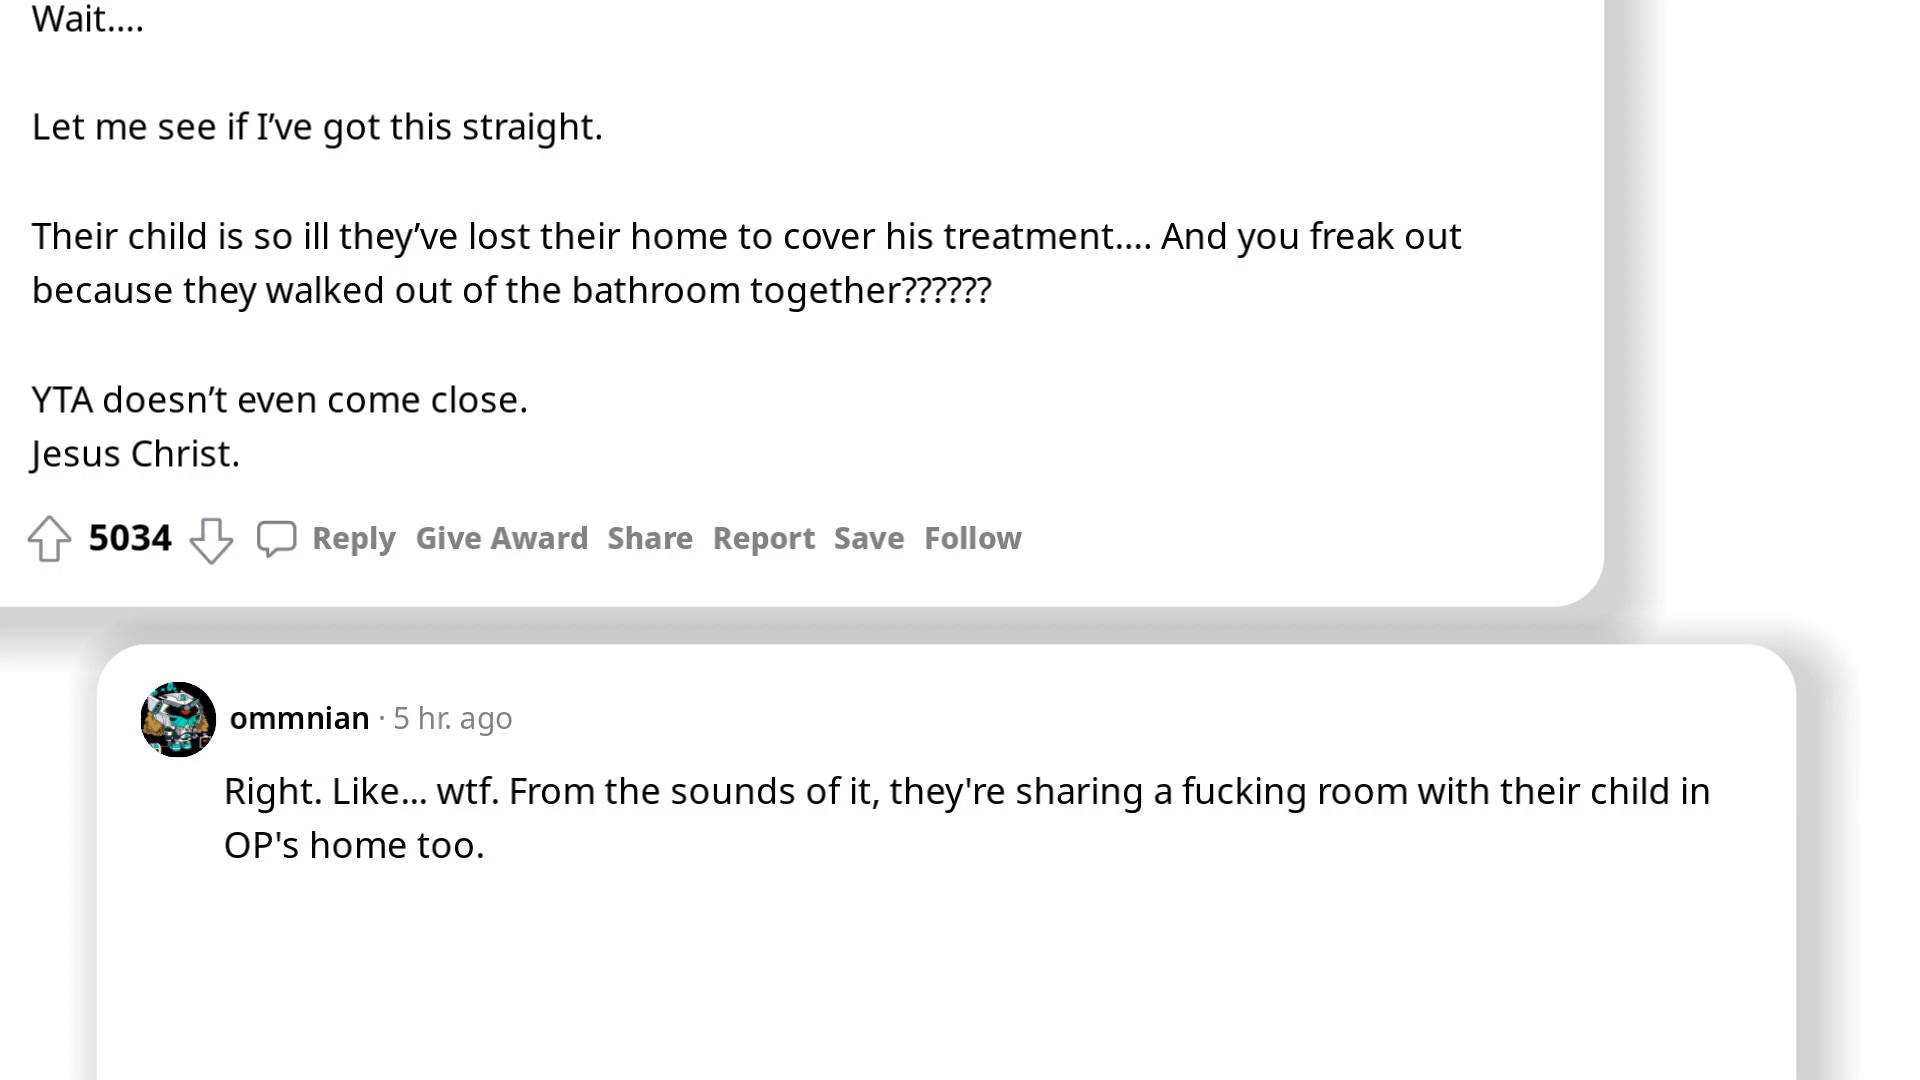 Wait....
Let me see if I’ve got this straight.
Their child is so ill they’ve lost their home to cover his treatment.... And you freak out
because they walked out of the bathroom together??????
YTA doesn’t even come close.
Jesus Christ.
5034 Reply Give Award Share Report Save Follow
ommnian · 5 hr. ago
Right. Like... wtf. From the sounds of it, they're sharing a fucking room with their child in
OP's home too.